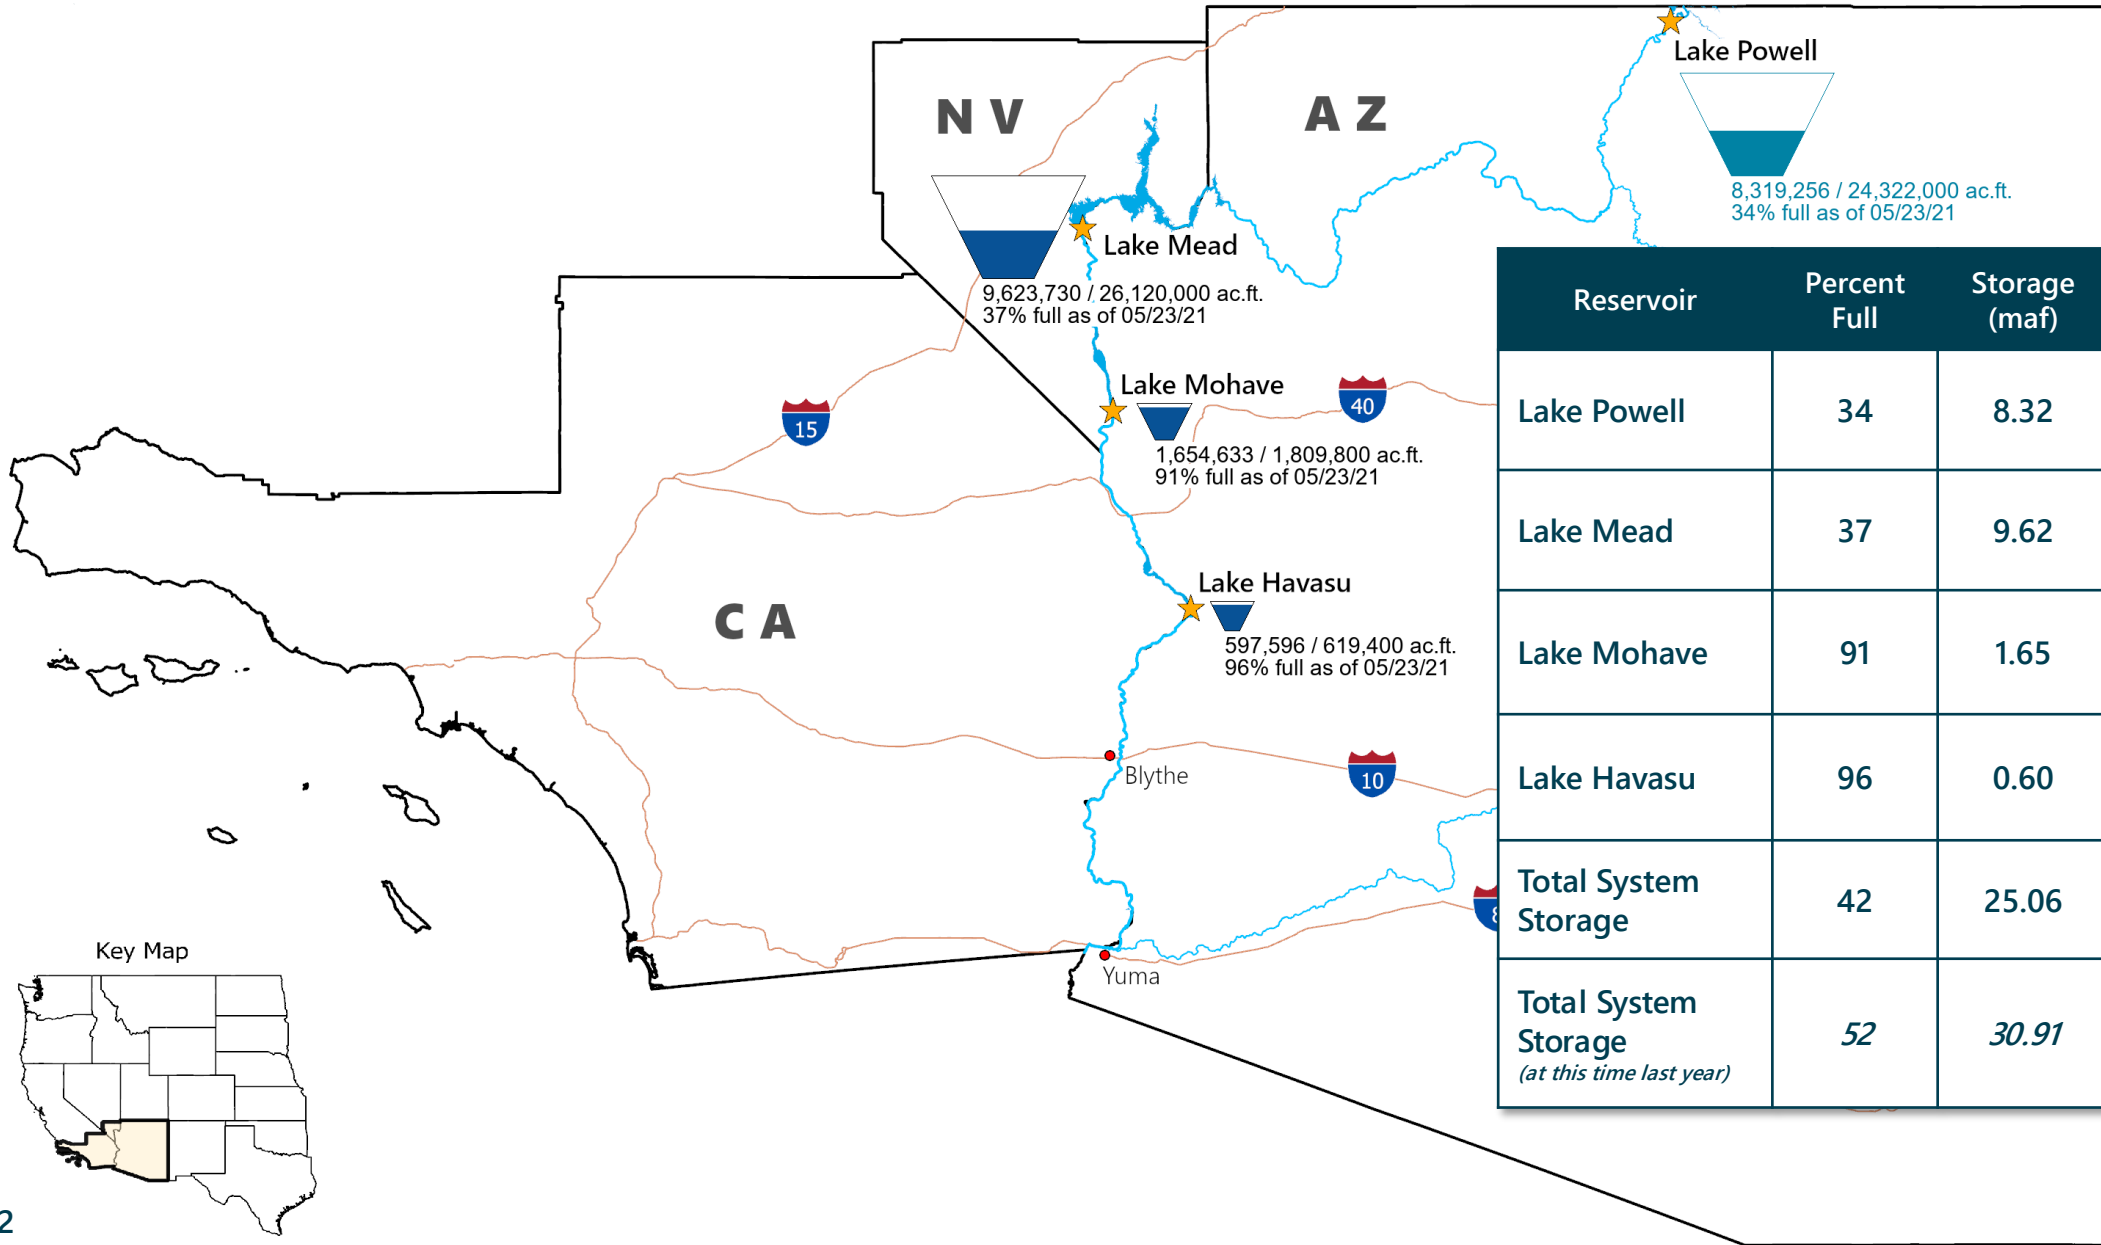 Lake Powell
8,319,256 / 24,322,000 ac.ft.
34% full as of 05/23/21
N V
A Z
Lake Mead
9,623,730 / 26,120,000 ac.ft.
37% full as of 05/23/21
Lake Mohave
1,654,633 / 1,809,800 ac.ft.
91% full as of 05/23/21
15
40
Lake Havasu
597,596 / 619,400 ac.ft.
96% full as of 05/23/21
C A
Blythe
10
8
Yuma
Key Map
Reservoir Percent Full Storage (maf)
Lake Powell 34 8.32
Lake Mead 37 9.62
Lake Mohave 91 1.65
Lake Havasu 96 0.60
Total System Storage 42 25.06
Total System Storage (at this time last year) 52 30.91
2